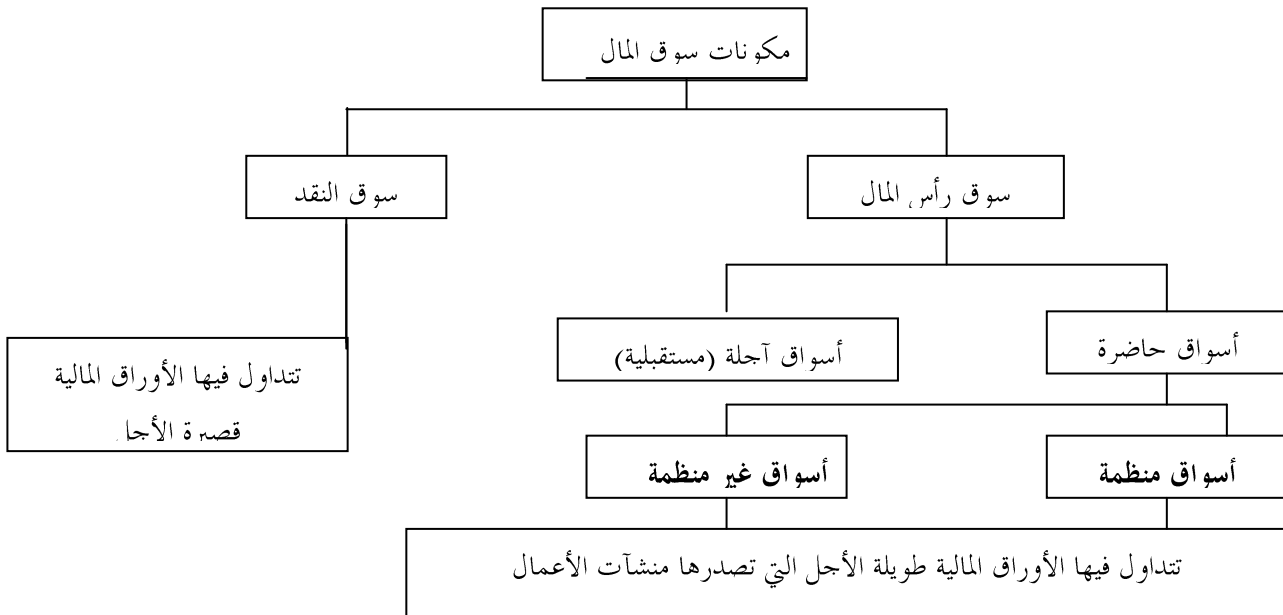 مكونات سوق المال
سوق رأس المال
سوق النقد
أسواق حاضرة
أسواق آجلة (مستقبلية)
تتداول فيها الأوراق المالية
قصيرة الأجل
أسواق منظمة
أسواق غير منظمة
تتداول فيها الأوراق المالية طويلة الأجل التي تصدرها منشآت الأعمال